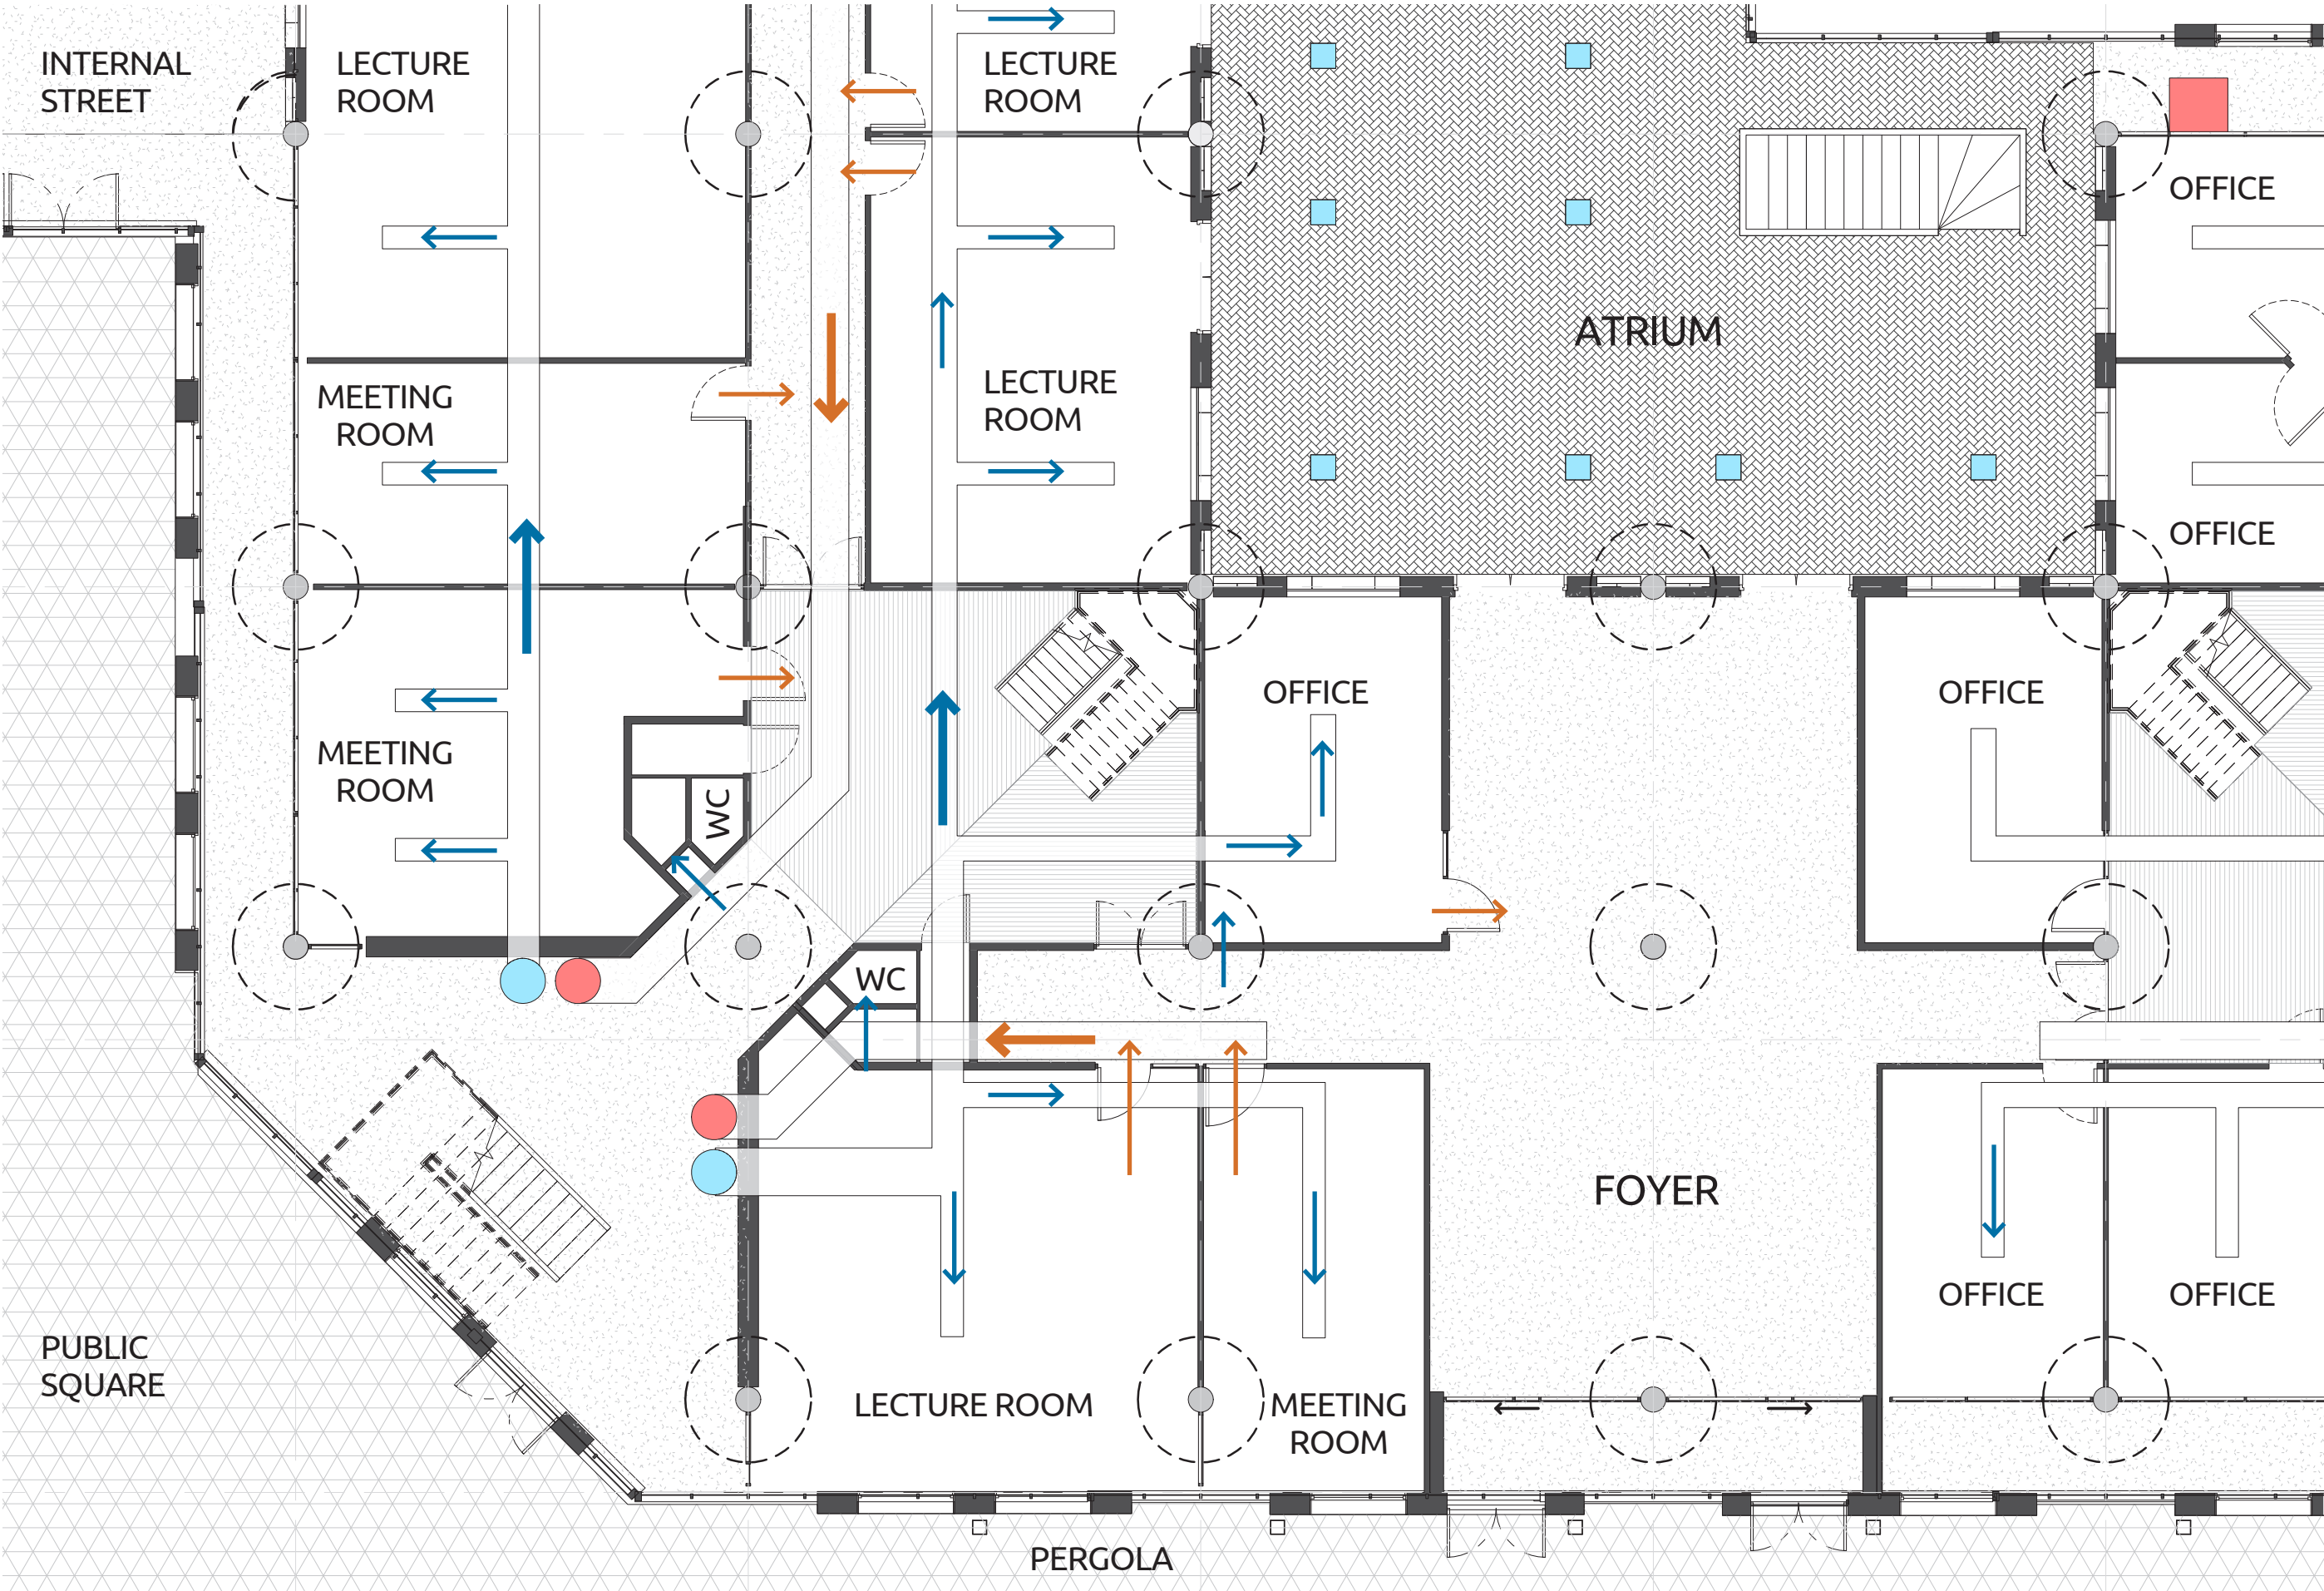 INTERNAL
STREET
LECTURE
ROOM
LECTURE
ROOM
OFFICE
ATRIUM
MEETING
ROOM
LECTURE
ROOM
OFFICE
OFFICE
OFFICE
MEETING
ROOM
WC
WC
FOYER
OFFICE
OFFICE
PUBLIC
SQUARE
LECTURE ROOM
MEETING
ROOM
PERGOLA